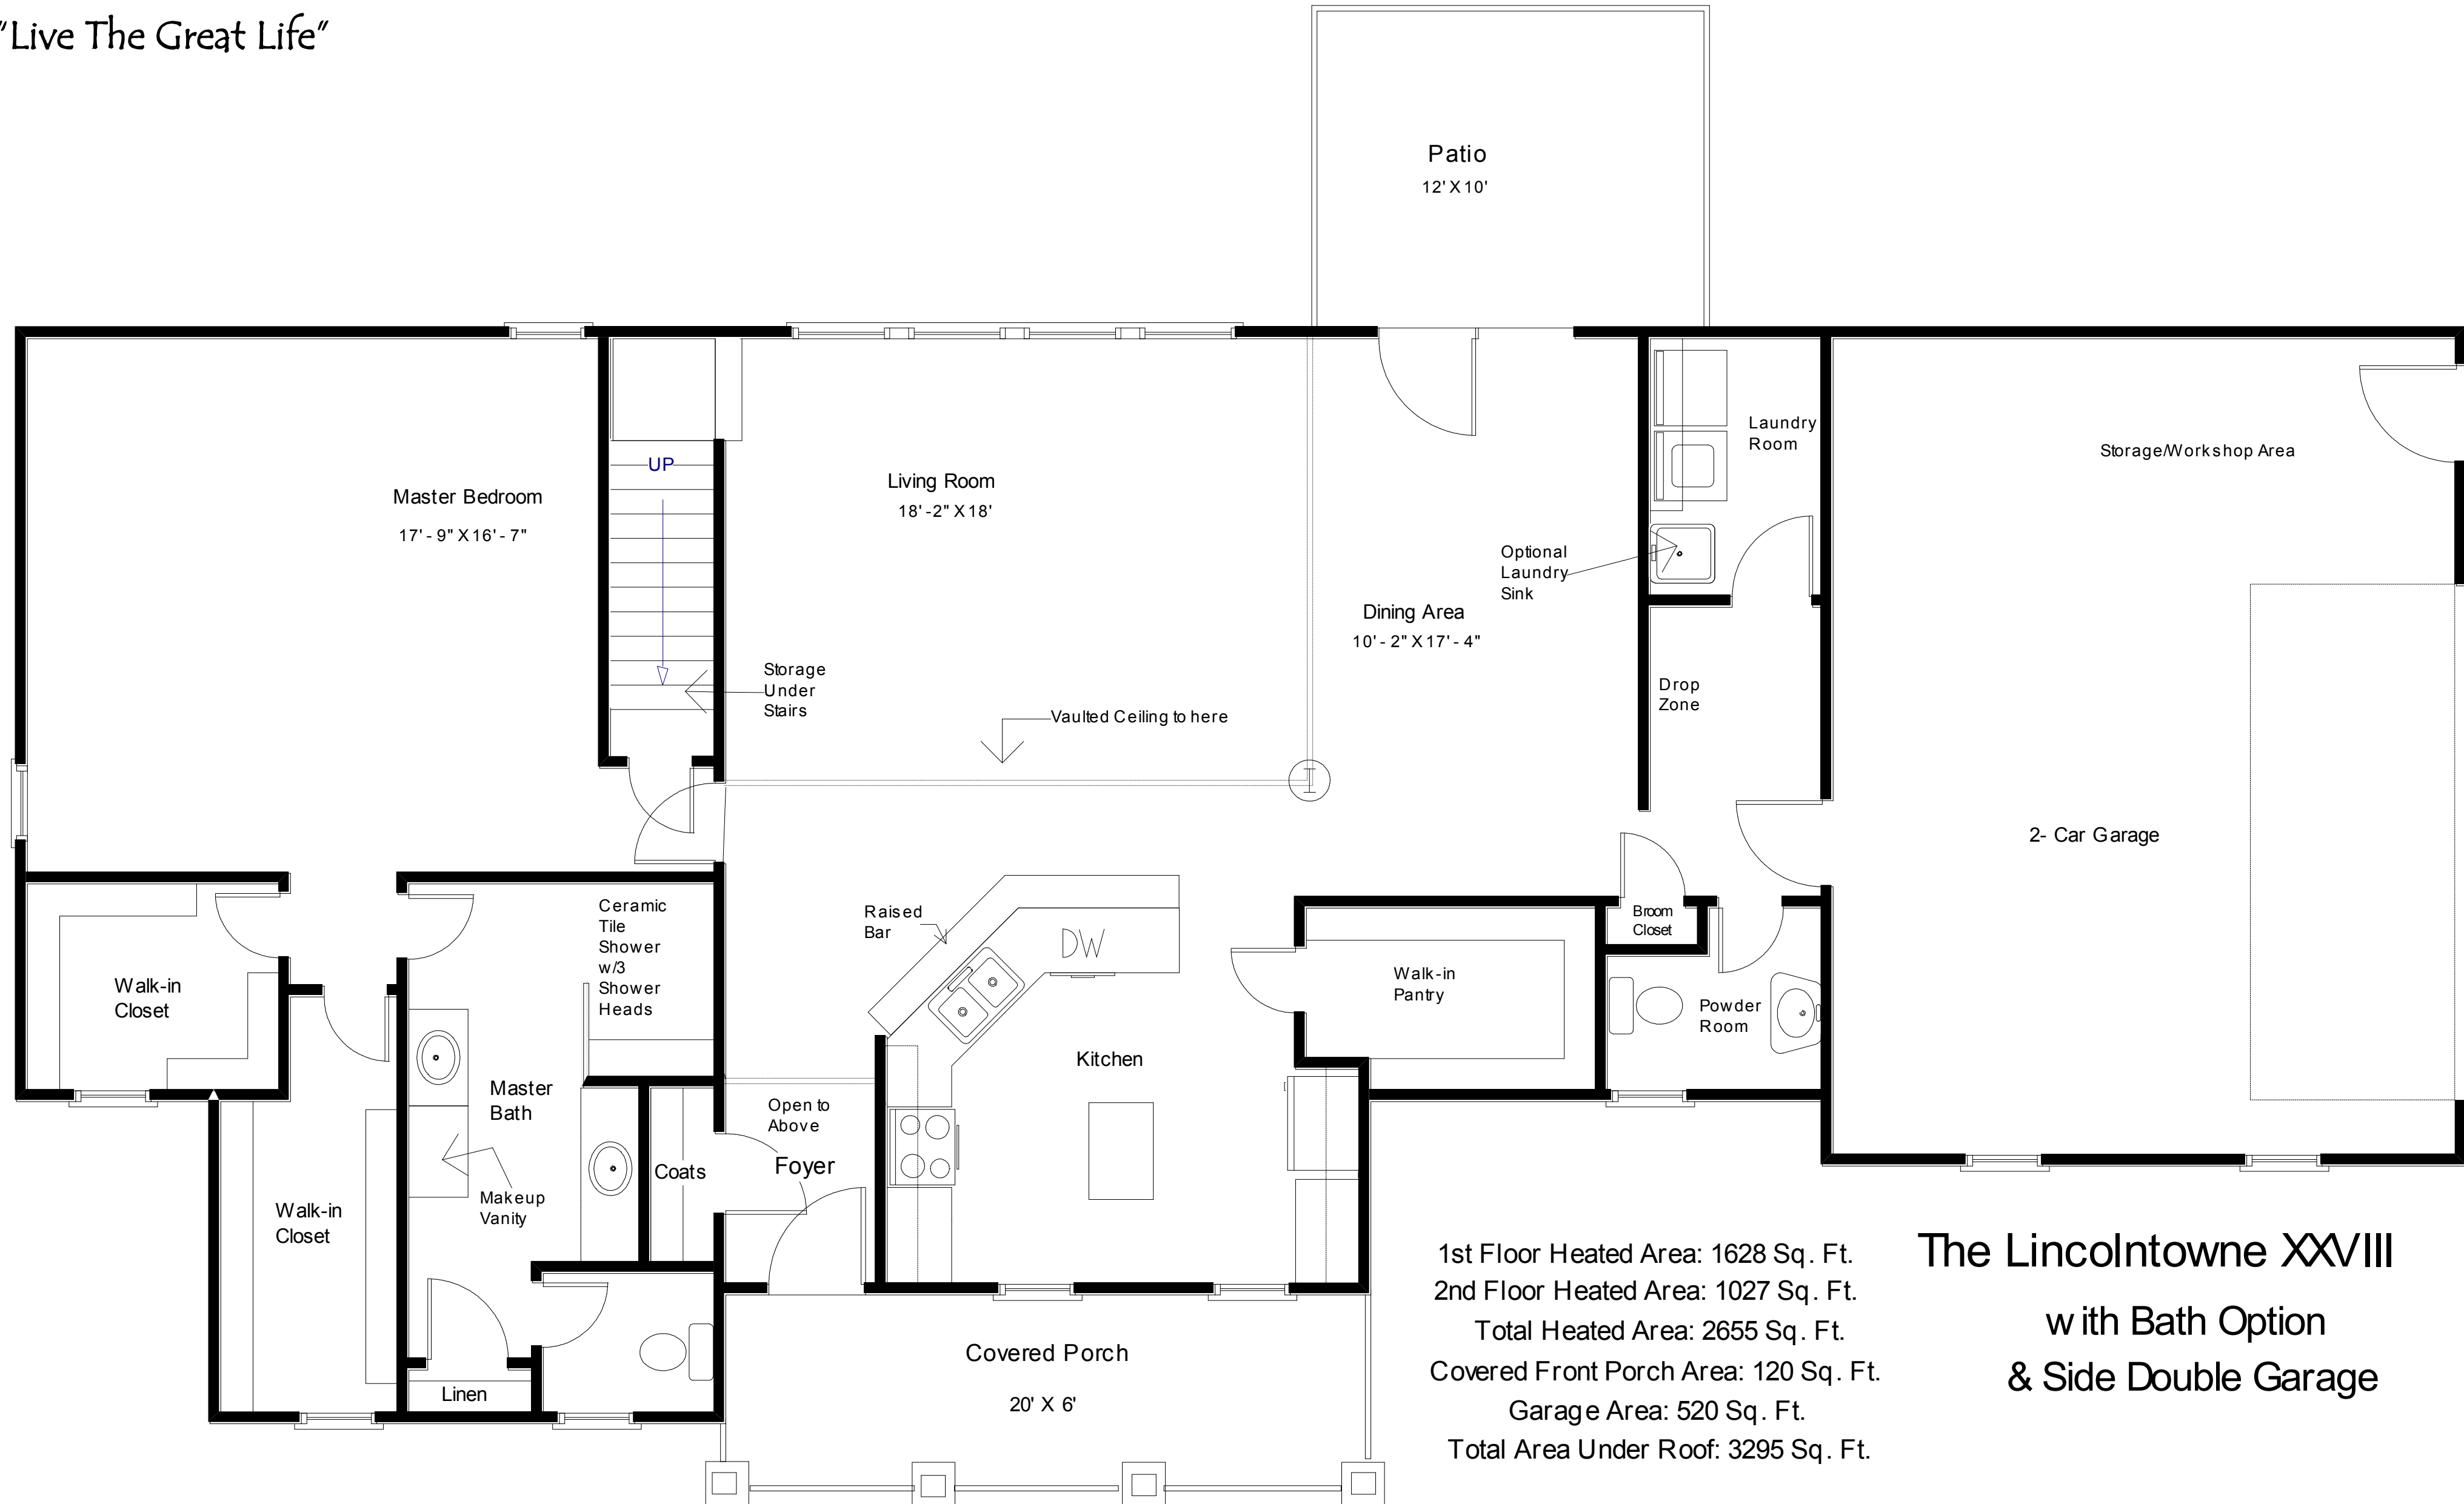 "Live The Great Life"
Patio
12' X 10'
Master Bedroom
17' - 9" X 16' - 7"
UP
Living Room
18' -2" X 18'
Laundry
Room
Storage/Workshop Area
Optional
Laundry
Sink
Dining Area
10' - 2" X 17' - 4"
Storage
Under
Stairs
Vaulted Ceiling to here
Drop
Zone
2- Car Garage
Walk-in
Closet
Ceramic
Tile
Shower
w/3
Shower
Heads
Raised
Bar
DW
Walk-in
Pantry
Broom
Closet
Powder
Room
Kitchen
Master
Bath
Open to
Above
Foyer
Coats
Makeup
Vanity
Walk-in
Closet
Linen
Covered Porch
20' X 6'
1st Floor Heated Area: 1628 Sq. Ft.
2nd Floor Heated Area: 1027 Sq. Ft.
Total Heated Area: 2655 Sq. Ft.
Covered Front Porch Area: 120 Sq. Ft.
Garage Area: 520 Sq. Ft.
Total Area Under Roof: 3295 Sq. Ft.
The Lincolntowne XXVIII
with Bath Option
& Side Double Garage